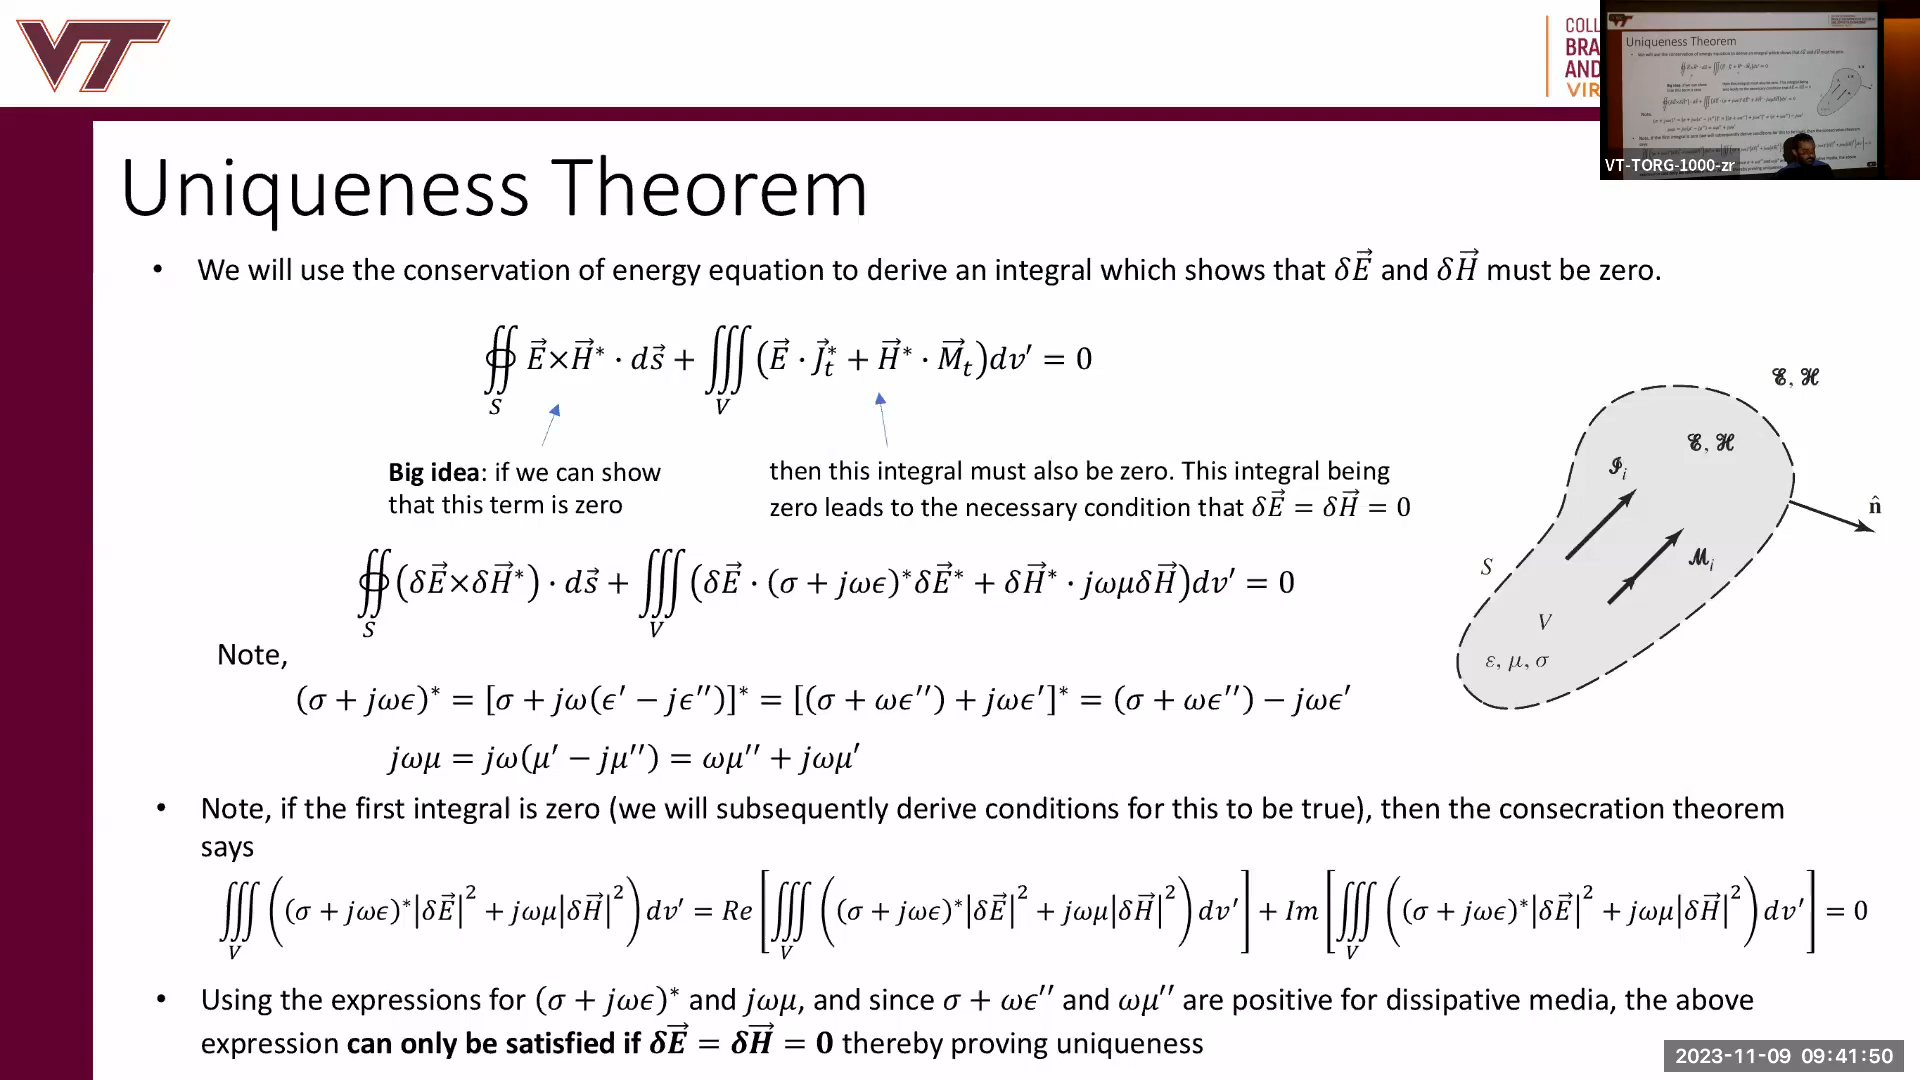 VT
COLL
BRA
AND
VIRG
Uniqueness Theorem
VT-TORG-1000-zr
Uniqueness Theorem
• We will use the conservation of energy equation to derive an integral which shows that δE⃗ and δH⃗ must be zero.
∯_S E⃗×H⃗* · ds⃗ + ∭_V (E⃗ · J⃗_t* + H⃗* · M⃗_t)dv′ = 0
Big idea: if we can show
that this term is zero
then this integral must also be zero. This integral being
zero leads to the necessary condition that δE⃗ = δH⃗ = 0
∯_S (δE⃗×δH⃗*) · ds⃗ + ∭_V (δE⃗ · (σ + jωϵ)*δE⃗* + δH⃗* · jωμδH⃗)dv′ = 0
Note,
(σ + jωϵ)* = [σ + jω(ϵ′ − jϵ′′)]* = [(σ + ωϵ′′) + jωϵ′]* = (σ + ωϵ′′) − jωϵ′
jωμ = jω(μ′ − jμ′′) = ωμ′′ + jωμ′
ℰ, ℋ
ℰ, ℋ
𝒥_i
n̂
ℳ_i
S
V
ε, μ, σ
• Note, if the first integral is zero (we will subsequently derive conditions for this to be true), then the consecration theorem
says
∭_V ((σ + jωϵ)*|δE⃗|² + jωμ|δH⃗|²) dv′ = Re [∭_V ((σ + jωϵ)*|δE⃗|² + jωμ|δH⃗|²) dv′] + Im [∭_V ((σ + jωϵ)*|δE⃗|² + jωμ|δH⃗|²) dv′] = 0
• Using the expressions for (σ + jωϵ)* and jωμ, and since σ + ωϵ′′ and ωμ′′ are positive for dissipative media, the above
expression can only be satisfied if δE⃗ = δH⃗ = 0 thereby proving uniqueness
2023-11-09 09:41:50